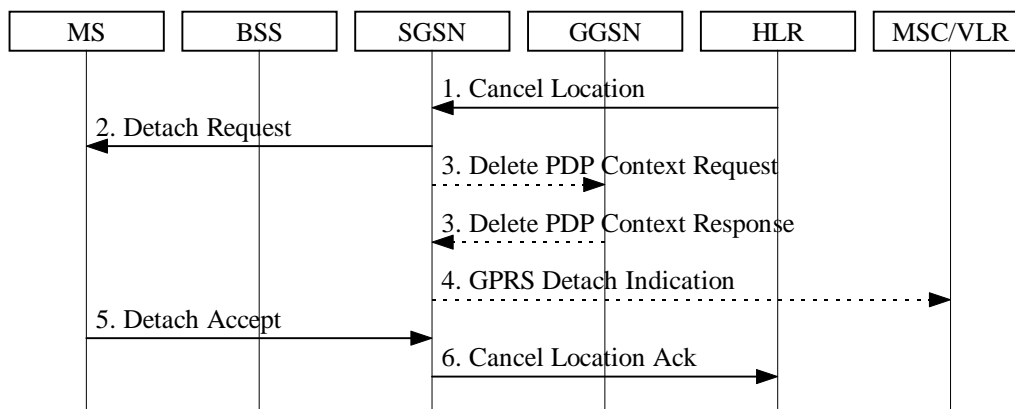 MS BSS SGSN GGSN HLR MSC/VLR
1. Cancel Location
2. Detach Request
3. Delete PDP Context Request
3. Delete PDP Context Response
4. GPRS Detach Indication
5. Detach Accept
6. Cancel Location Ack